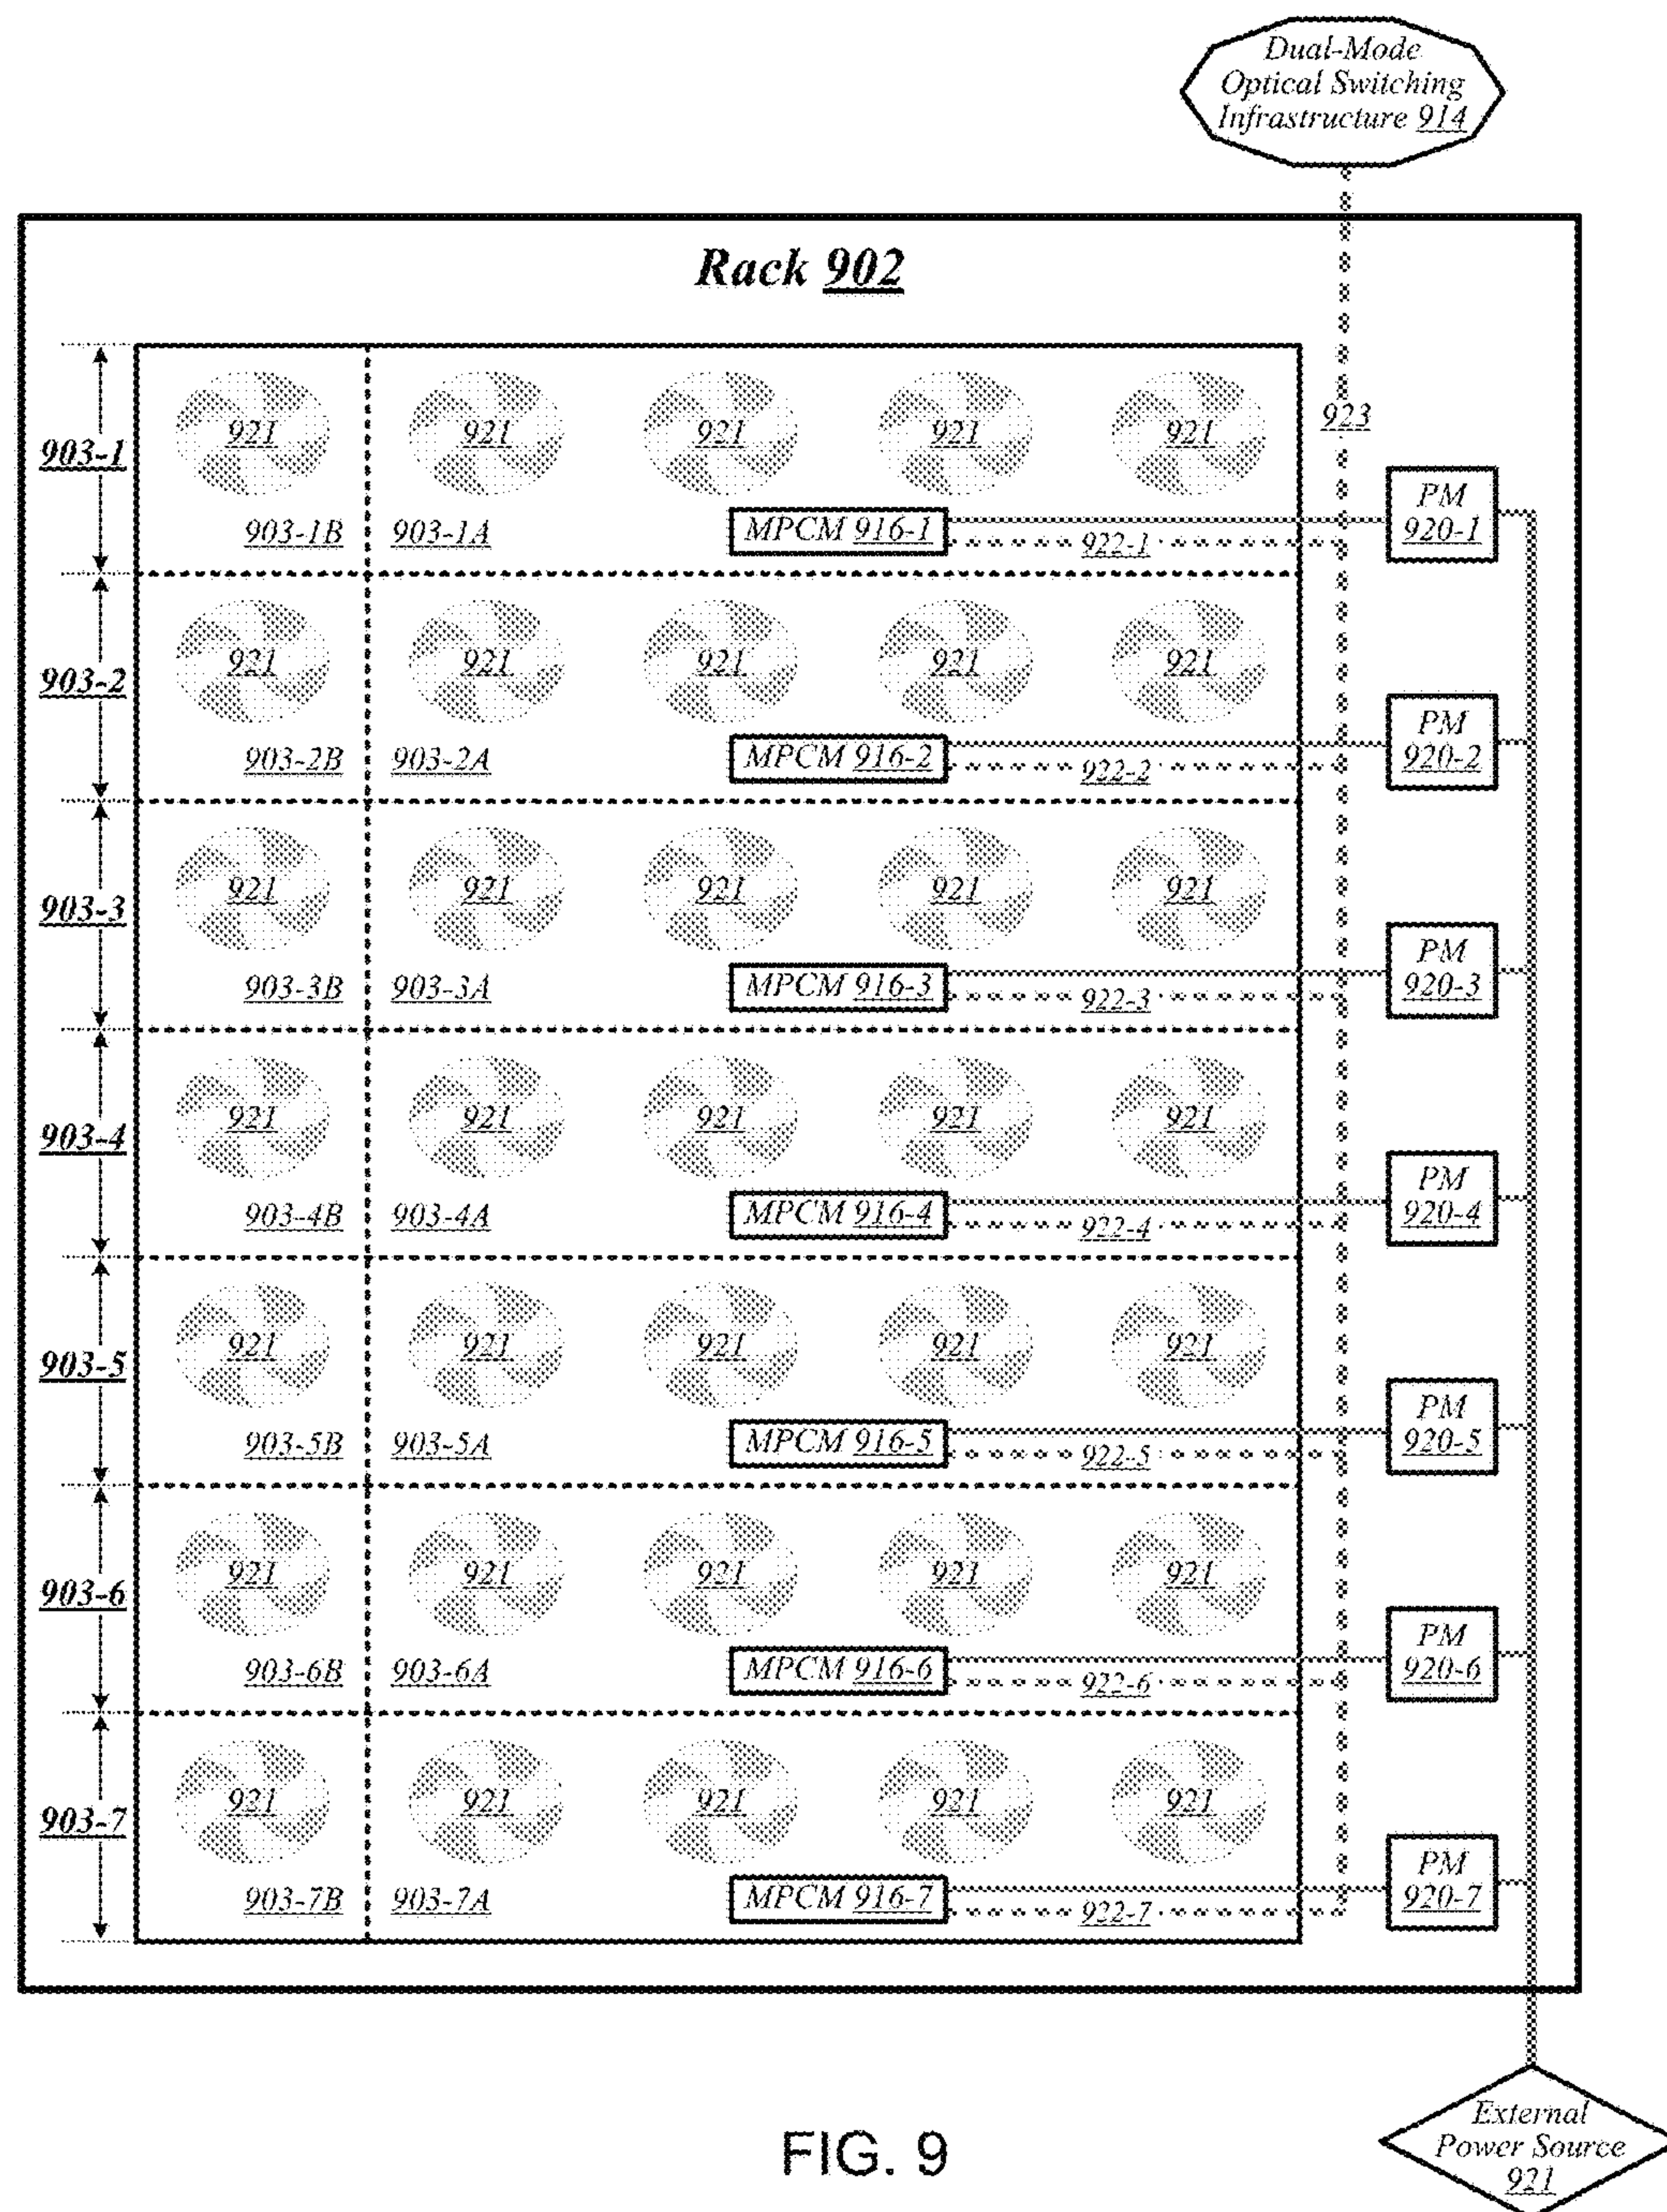 Dual-Mode
Optical Switching
Infrastructure 914
Rack 902
923
903-1
921 921 921 921 921
903-1B 903-1A MPCM 916-1 922-1
PM
920-1
903-2
921 921 921 921 921
903-2B 903-2A MPCM 916-2 922-2
PM
920-2
903-3
921 921 921 921 921
903-3B 903-3A MPCM 916-3 922-3
PM
920-3
903-4
921 921 921 921 921
903-4B 903-4A MPCM 916-4 922-4
PM
920-4
903-5
921 921 921 921 921
903-5B 903-5A MPCM 916-5 922-5
PM
920-5
903-6
921 921 921 921 921
903-6B 903-6A MPCM 916-6 922-6
PM
920-6
903-7
921 921 921 921 921
903-7B 903-7A MPCM 916-7 922-7
PM
920-7
External
Power Source
921
FIG. 9